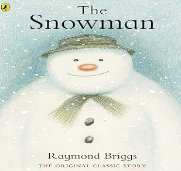 The
Snowman
Raymond Briggs
THE ORIGINAL CLASSIC STORY